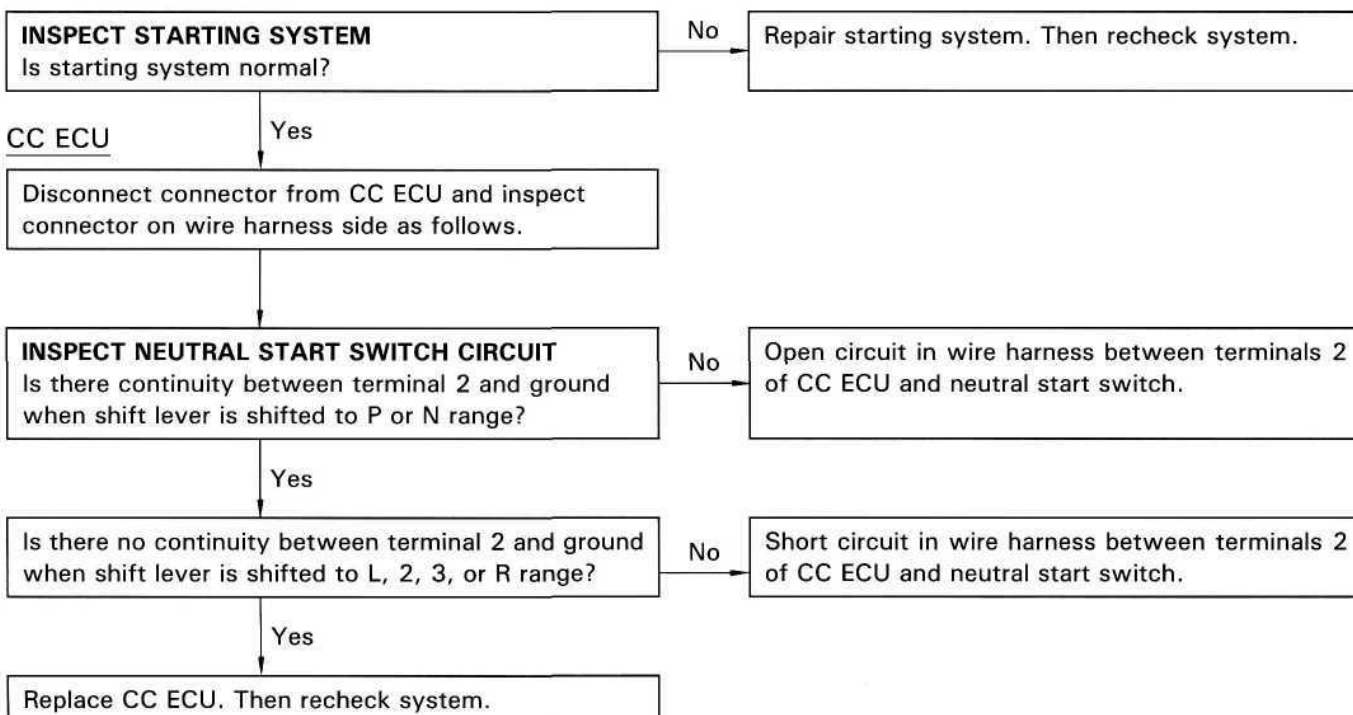 INSPECT STARTING SYSTEM
Is starting system normal?
No
Repair starting system. Then recheck system.
Yes
CC ECU
Disconnect connector from CC ECU and inspect
connector on wire harness side as follows.
INSPECT NEUTRAL START SWITCH CIRCUIT
Is there continuity between terminal 2 and ground
when shift lever is shifted to P or N range?
No
Open circuit in wire harness between terminals 2
of CC ECU and neutral start switch.
Yes
Is there no continuity between terminal 2 and ground
when shift lever is shifted to L, 2, 3, or R range?
No
Short circuit in wire harness between terminals 2
of CC ECU and neutral start switch.
Yes
Replace CC ECU. Then recheck system.